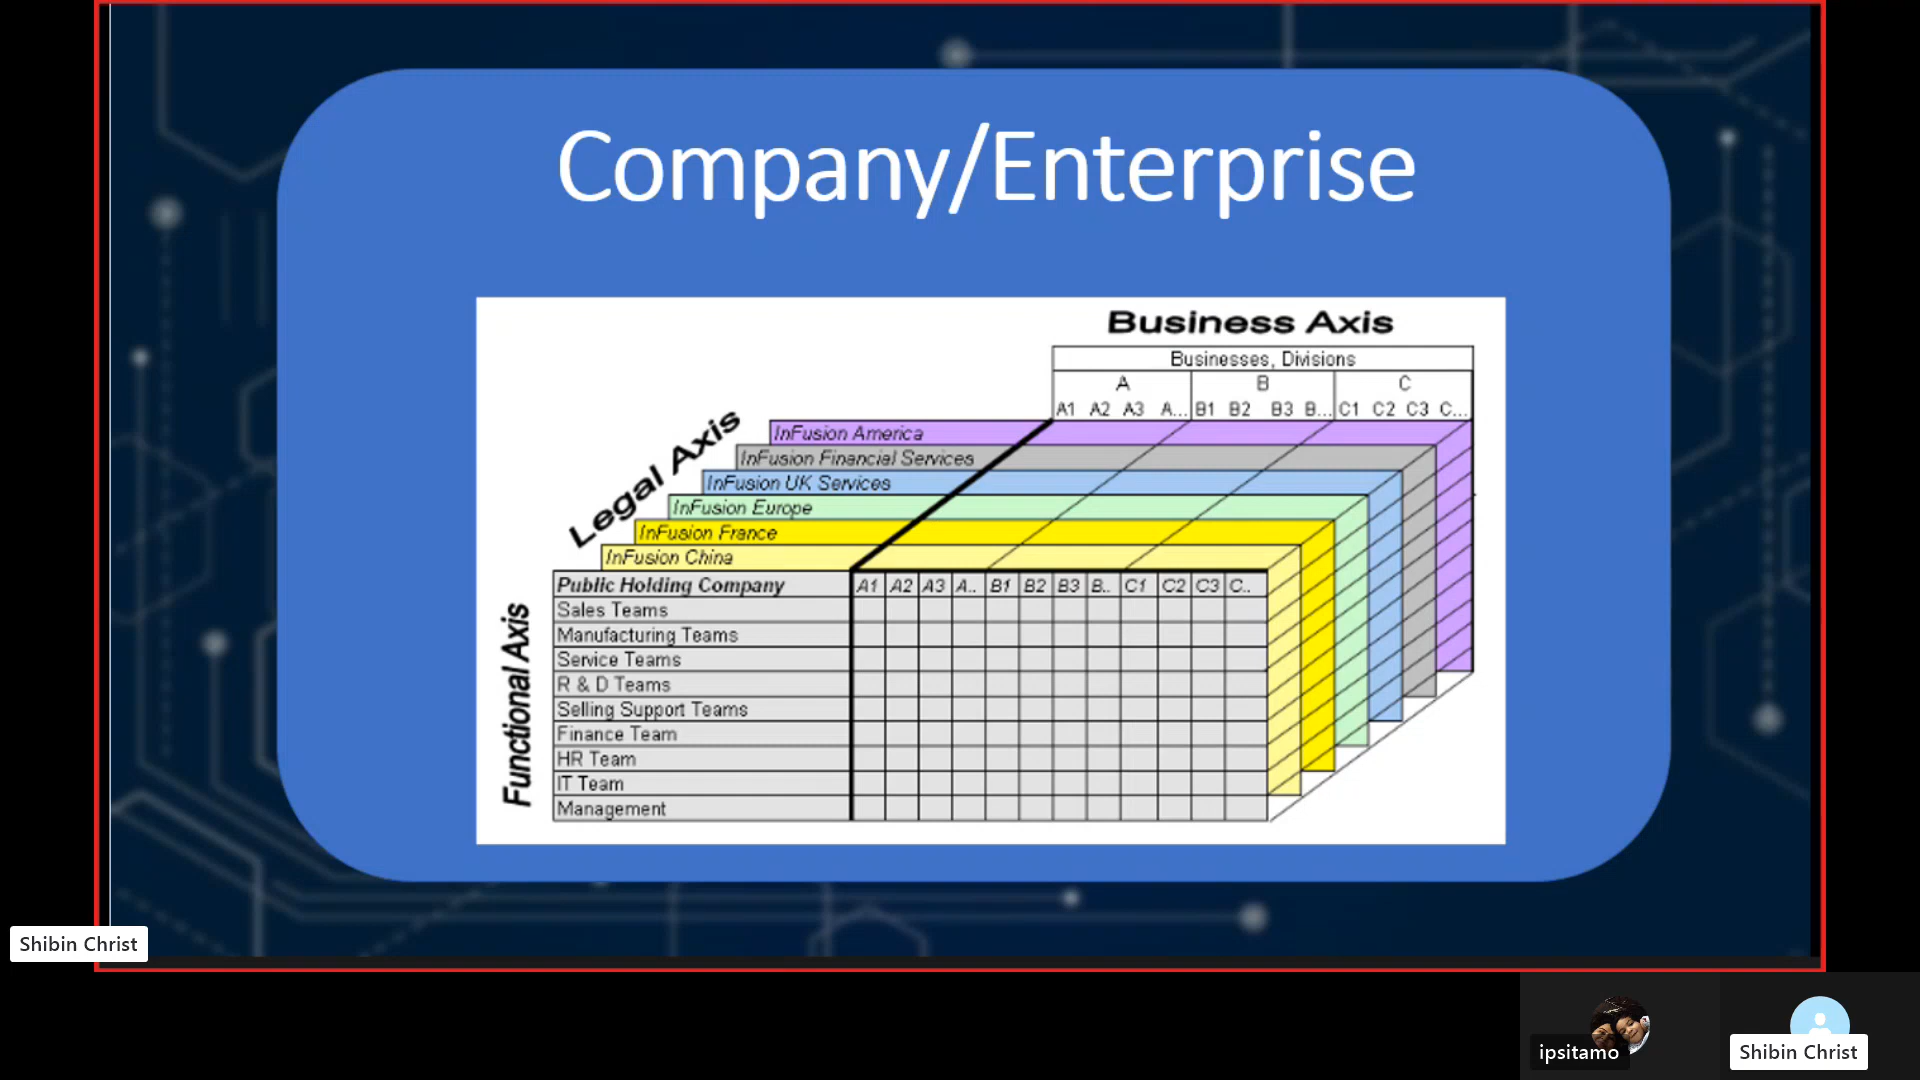 Company/Enterprise
Business Axis
Businesses, Divisions
A B C
A1 A2 A3 A... B1 B2 B3 B... C1 C2 C3 C...
Legal Axis
InFusion America
InFusion Financial Services
InFusion UK Services
InFusion Europe
InFusion France
InFusion China
Functional Axis
Public Holding Company A1 A2 A3 A.. B1 B2 B3 B.. C1 C2 C3 C..
Sales Teams
Manufacturing Teams
Service Teams
R & D Teams
Selling Support Teams
Finance Team
HR Team
IT Team
Management
Shibin Christ
ipsitamo
Shibin Christ